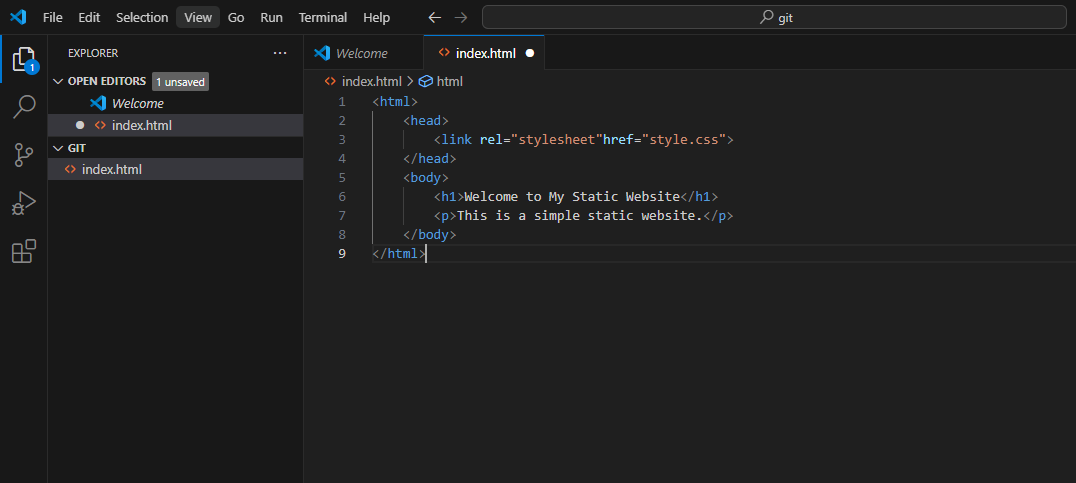 File Edit Selection View Go Run Terminal Help
git
EXPLORER
Welcome
index.html
1
OPEN EDITORS 1 unsaved
index.html > html
Welcome
index.html
GIT
index.html
1 <html>
2 <head>
3 <link rel="stylesheet"href="style.css">
4 </head>
5 <body>
6 <h1>Welcome to My Static Website</h1>
7 <p>This is a simple static website.</p>
8 </body>
9 </html>